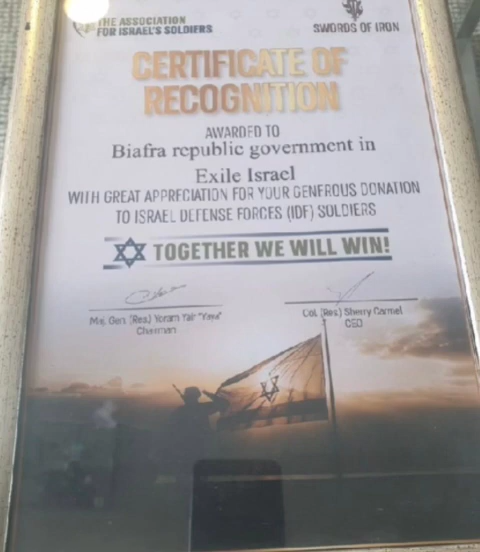 THE ASSOCIATION
FOR ISRAEL'S SOLDIERS
SWORDS OF IRON
CERTIFICATE OF
RECOGNITION
AWARDED TO
Biafra republic government in
Exile Israel
WITH GREAT APPRECIATION FOR YOUR GENEROUS DONATION
TO ISRAEL DEFENSE FORCES (IDF) SOLDIERS
TOGETHER WE WILL WIN!
Maj. Gen. (Res.) Yoram Yair "Yaya"
Chairman
Col. (Res) Sherry Carmel
CEO